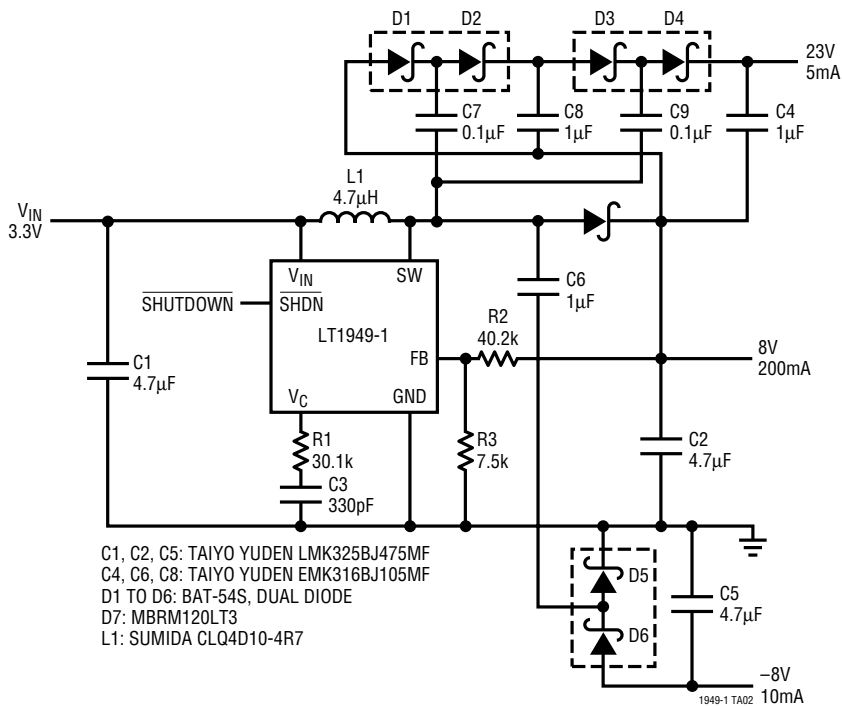 D1
D2
D3
D4
23V
5mA
C7
0.1µF
C8
1µF
C9
0.1µF
C4
1µF
L1
4.7µH
VIN
3.3V
VIN
SW
SHUTDOWN
SHDN
LT1949-1
C6
1µF
R2
40.2k
FB
8V
200mA
C1
4.7µF
VC
GND
R1
30.1k
R3
7.5k
C2
4.7µF
C3
330pF
C1, C2, C5: TAIYO YUDEN LMK325BJ475MF
C4, C6, C8: TAIYO YUDEN EMK316BJ105MF
D1 TO D6: BAT-54S, DUAL DIODE
D7: MBRM120LT3
L1: SUMIDA CLQ4D10-4R7
D5
D6
C5
4.7µF
–8V
10mA
1949-1 TA02